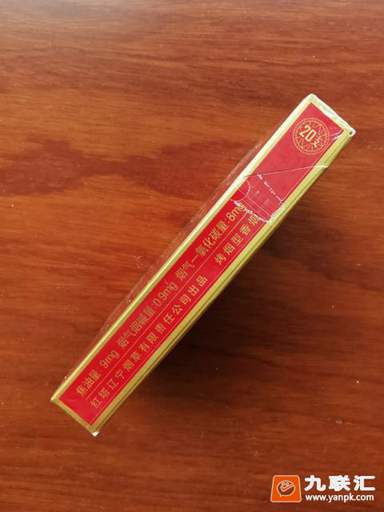 20支
焦油量:9mg 烟气烟碱量:0.9mg 烟气一氧化碳量:8mg
红塔辽宁烟草有限责任公司出品 烤烟型香
九联汇
www.yanpk.com